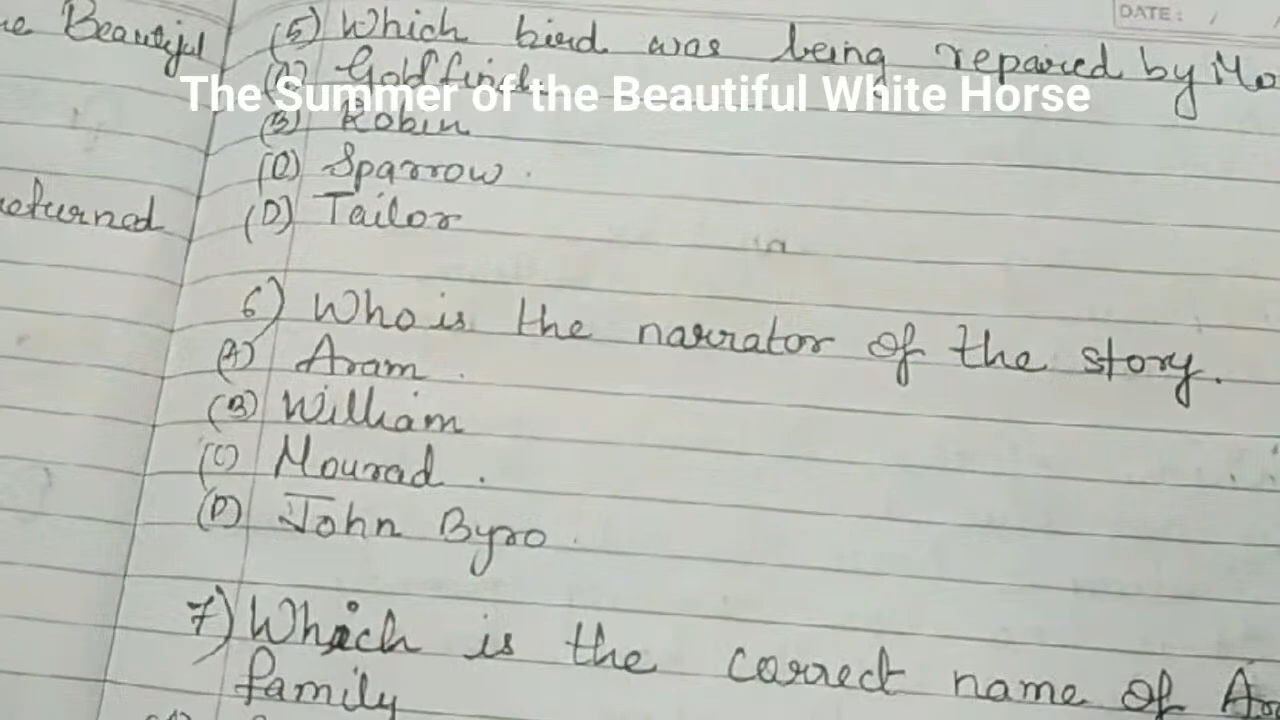 DATE: / /
ne Beautiful
returned
(5) Which bird was being repaired by Mo
(A) Goldfinch
The Summer of the Beautiful White Horse
(B) Robin
(C) Sparrow.
(D) Tailor
6) Who is the narrator of the story.
(A) Aram.
(B) William
(C) Mourad.
(D) John Byro.
7) Which is the correct name of A
family